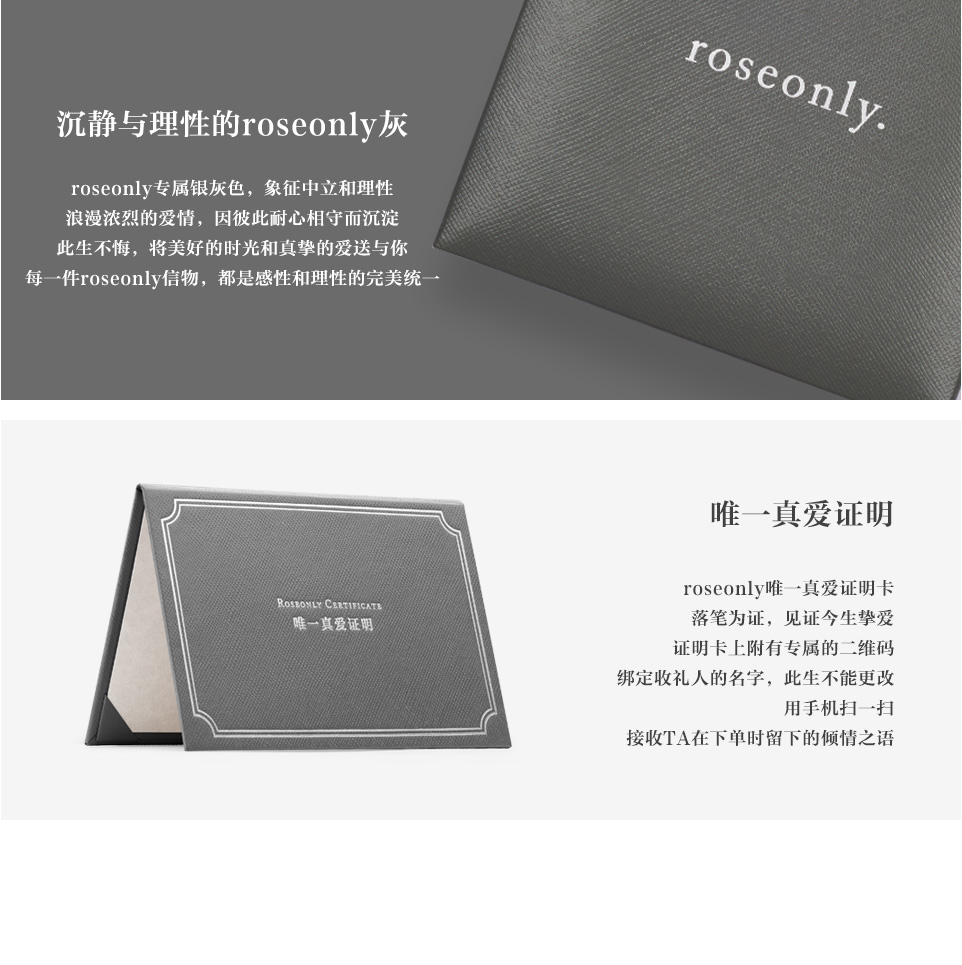 roseonly.
沉静与理性的roseonly灰
roseonly专属银灰色，象征中立和理性
浪漫浓烈的爱情，因彼此耐心相守而沉淀
此生不悔，将美好的时光和真挚的爱送与你
每一件roseonly信物，都是感性和理性的完美统一
唯一真爱证明
roseonly唯一真爱证明卡
落笔为证，见证今生挚爱
证明卡上附有专属的二维码
绑定收礼人的名字，此生不能更改
用手机扫一扫
接收TA在下单时留下的倾情之语
ROSEONLY CERTIFICATE
唯一真爱证明